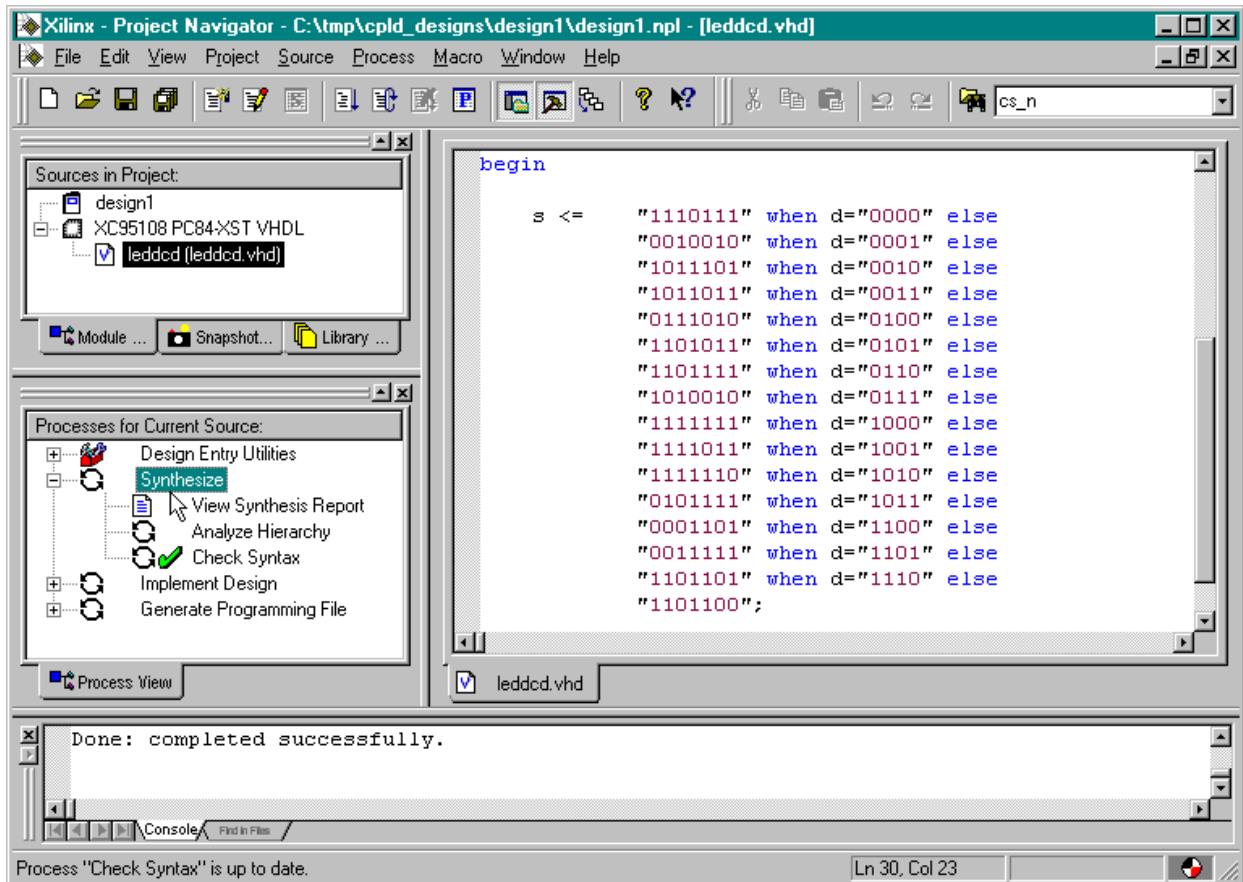 Xilinx - Project Navigator - C:\tmp\cpld_designs\design1\design1.npl - [leddcd.vhd]
File Edit View Project Source Process Macro Window Help
cs_n
Sources in Project:
design1
XC95108 PC84-XST VHDL
leddcd (leddcd.vhd)
Module ... Snapshot... Library ...
Processes for Current Source:
Design Entry Utilities
Synthesize
View Synthesis Report
Analyze Hierarchy
Check Syntax
Implement Design
Generate Programming File
Process View
begin
s <= "1110111" when d="0000" else
"0010010" when d="0001" else
"1011101" when d="0010" else
"1011011" when d="0011" else
"0111010" when d="0100" else
"1101011" when d="0101" else
"1101111" when d="0110" else
"1010010" when d="0111" else
"1111111" when d="1000" else
"1111011" when d="1001" else
"1111110" when d="1010" else
"0101111" when d="1011" else
"0001101" when d="1100" else
"0011111" when d="1101" else
"1101101" when d="1110" else
"1101100";
leddcd.vhd
Done: completed successfully.
Console Find in Files
Process "Check Syntax" is up to date. Ln 30, Col 23